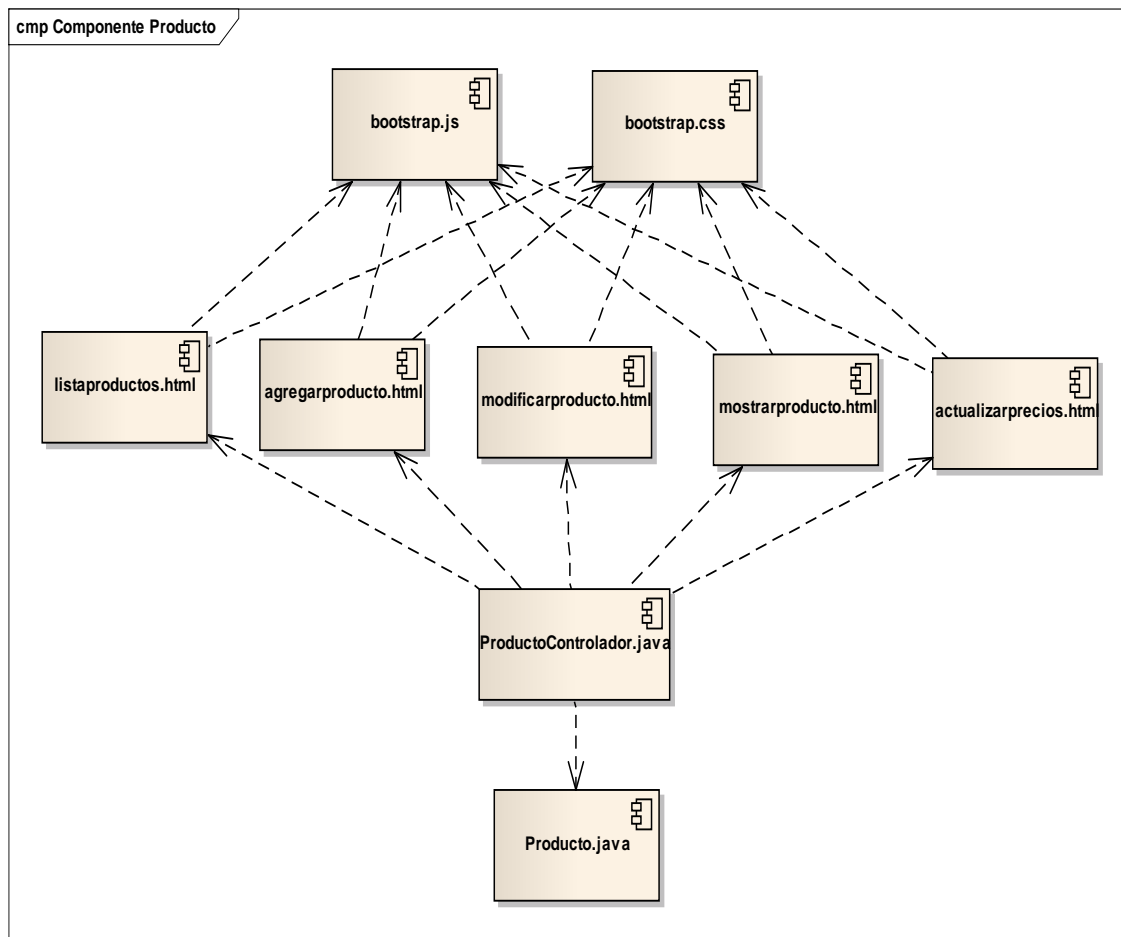 cmp Componente Producto
bootstrap.js
bootstrap.css
listaproductos.html
agregarproducto.html
modificarproducto.html
mostrarproducto.html
actualizarprecios.html
ProductoControlador.java
Producto.java